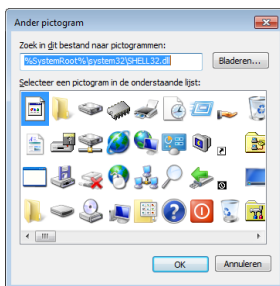 Ander pictogram
Zoek in dit bestand naar pictogrammen:
%SystemRoot%\system32\SHELL32.dll
Bladeren...
Selecteer een pictogram in de onderstaande lijst:
OK
Annuleren